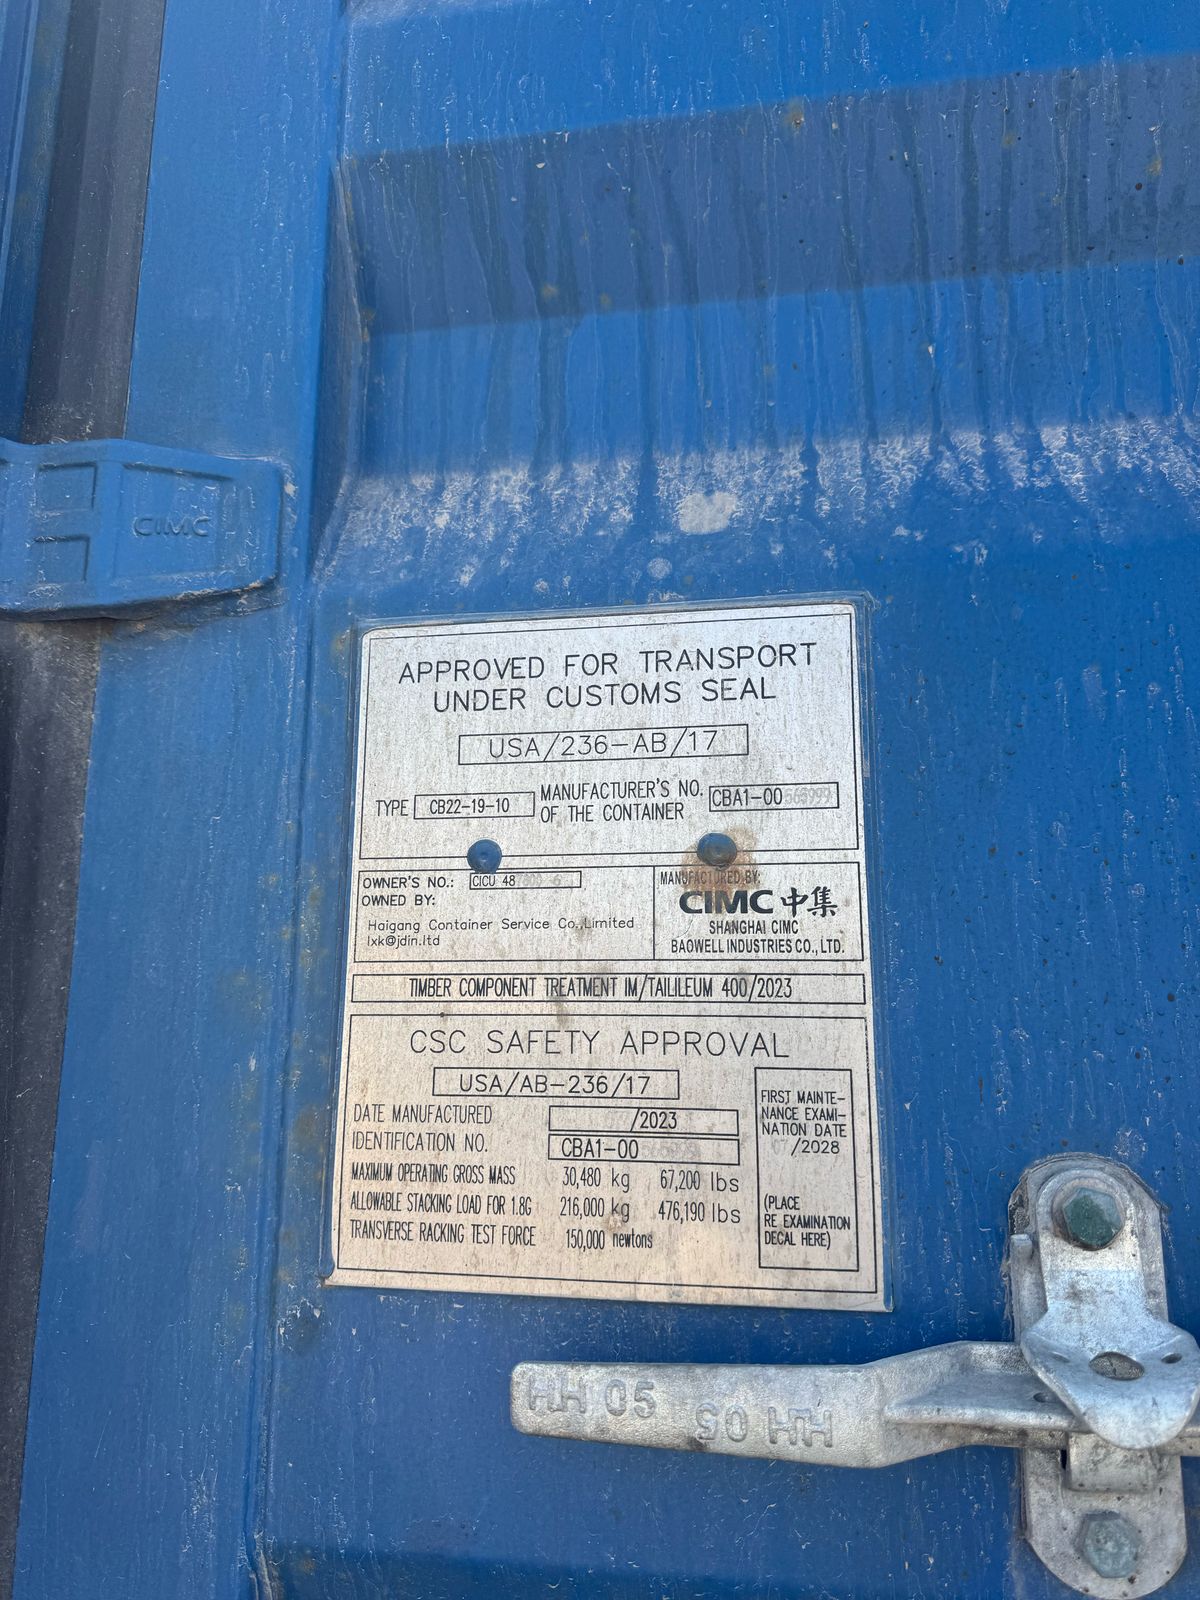 CIMC
APPROVED FOR TRANSPORT
UNDER CUSTOMS SEAL
USA/236-AB/17
TYPE CB22-19-10 MANUFACTURER'S NO. OF THE CONTAINER CBA1-00
OWNER'S NO.: CICU 48
OWNED BY:
Haigang Container Service Co.,Limited
lxk@jdin.ltd
MANUFACTURED BY:
CIMC 中集
SHANGHAI CIMC
BAOWELL INDUSTRIES CO., LTD.
TIMBER COMPONENT TREATMENT IM/TAILILEUM 400/2023
CSC SAFETY APPROVAL
USA/AB-236/17
DATE MANUFACTURED /2023
IDENTIFICATION NO. CBA1-00
MAXIMUM OPERATING GROSS MASS 30,480 kg 67,200 lbs
ALLOWABLE STACKING LOAD FOR 1.8G 216,000 kg 476,190 lbs
TRANSVERSE RACKING TEST FORCE 150,000 newtons
FIRST MAINTE-
NANCE EXAMI-
NATION DATE
/2028
(PLACE
RE EXAMINATION
DECAL HERE)
HH 05 HH 05